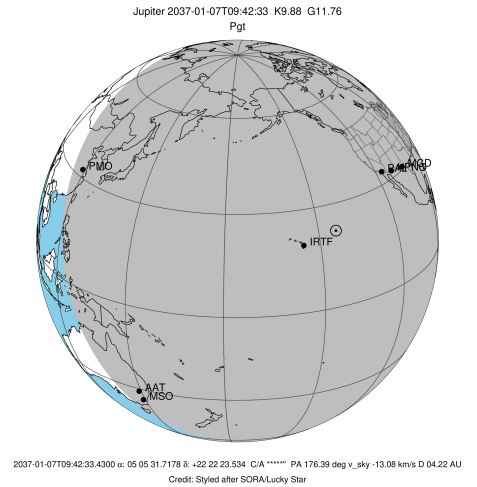 Jupiter 2037-01-07T09:42:33 K9.88 G11.76
Pgt
PMO
MCD
IRTF
AAT
MSO
2037-01-07T09:42:33.4300 α: 05 05 31.7178 δ: +22 22 23.534 C/A *****" PA 176.39 deg v_sky -13.08 km/s D 04.22 AU
Credit: Styled after SORA/Lucky Star